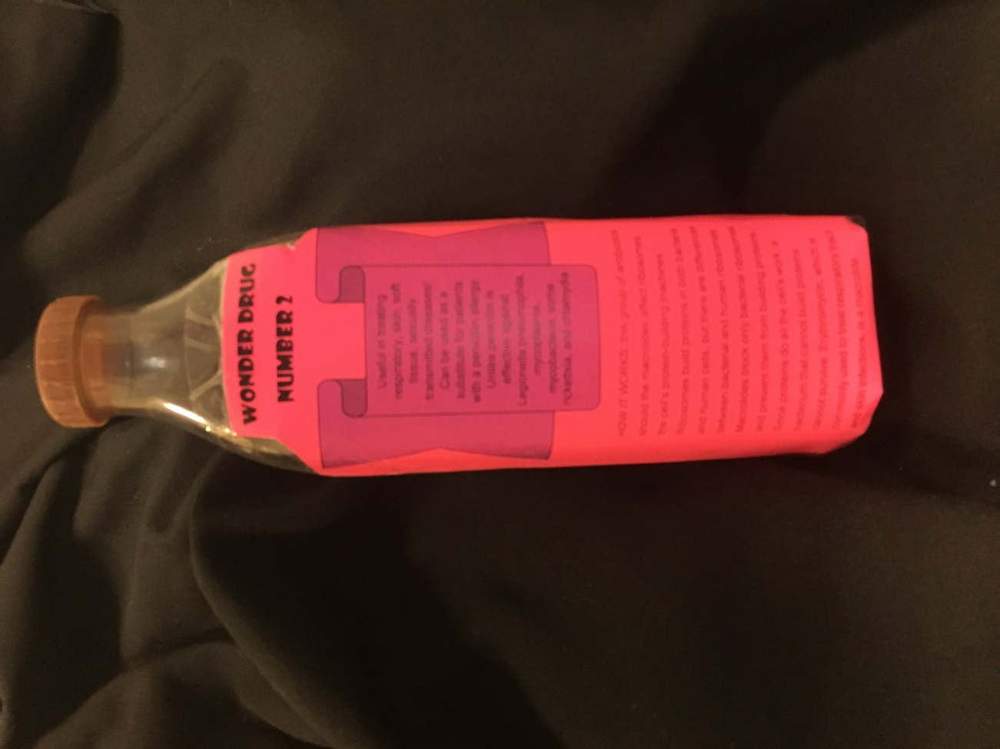 WONDER DRUG
NUMBER 2
Useful in treating
respiratory, skin, soft
tissue, sexually
transmitted diseases!
Can be used as a
substitute for patients
with a penicillin allergy.
Unlike penicillin is
effective against
Legionella pneumophila,
mycoplasma,
mycobacteria, some
rickettsia, and chlamydia
HOW IT WORKS: this group of antibiotics
should the macrolides affect ribosomes,
the cell's protein-building machines.
Ribosomes build proteins in both bacteria
and human cells, but there are differences
between bacterial and human ribosomes.
Macrolides block only bacterial ribosomes
and prevent them from building proteins.
Since proteins do all the cell's work, a
bacterium that cannot build proteins
cannot survive. Erythromycin, which is
commonly used to treat respiratory tract
and skin infections, is a macrolide.